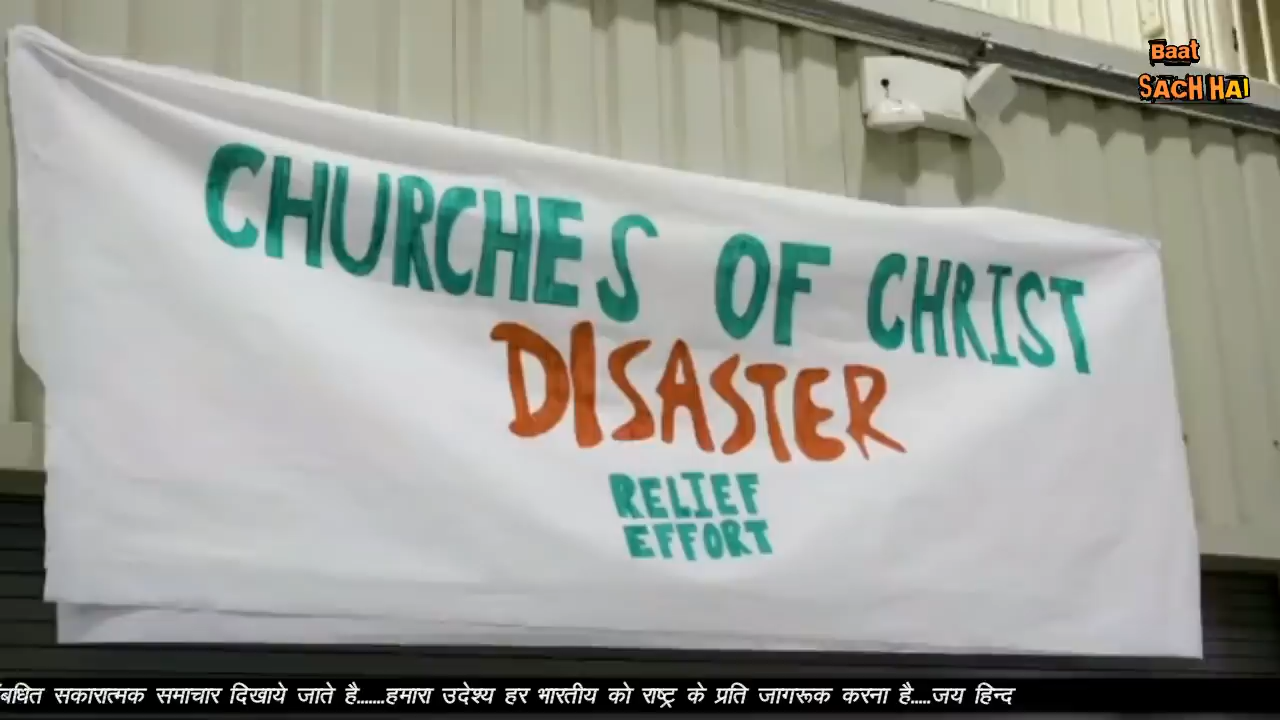 Baat
SACH HAI
CHURCHES OF CHRIST
DISASTER
RELIEF
EFFORT
सकारात्मक समाचार दिखाये जाते है......हमारा उदेश्य हर भारतीय को राष्ट्र के प्रति जागरूक करना है.....जय हिन्द